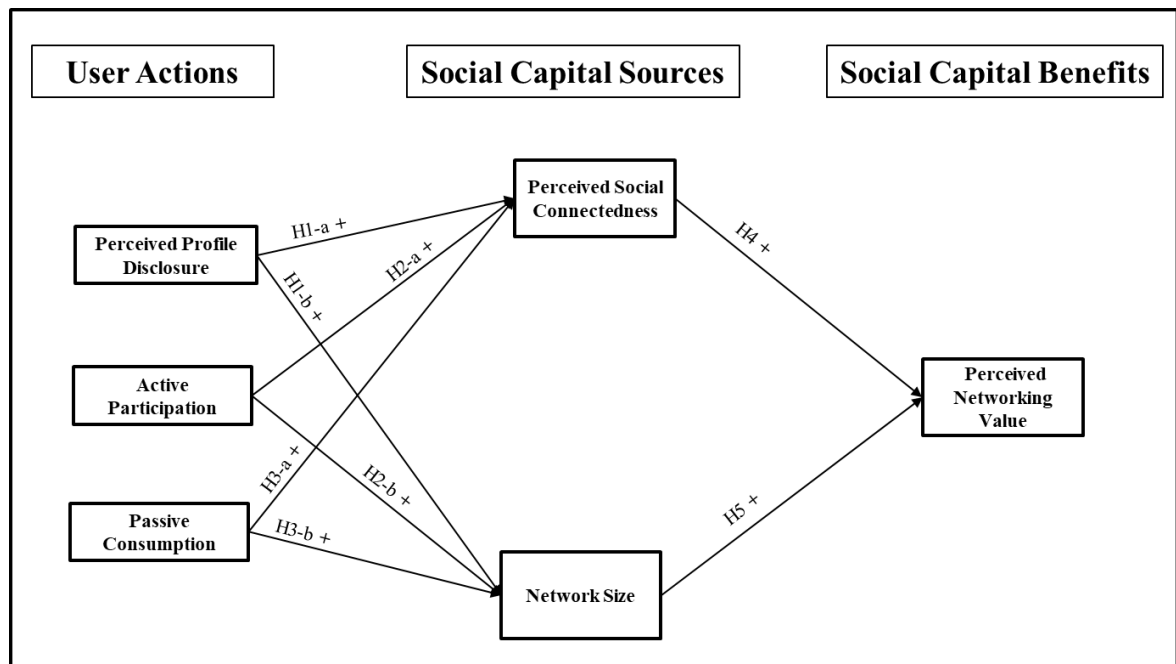 User Actions
Social Capital Sources
Social Capital Benefits
Perceived Social
Connectedness
Perceived Profile
Disclosure
H1-a +
H2-a +
H1-b +
H4 +
Active
Participation
Perceived
Networking
Value
H3-a +
H2-b +
H5 +
Passive
Consumption
H3-b +
Network Size